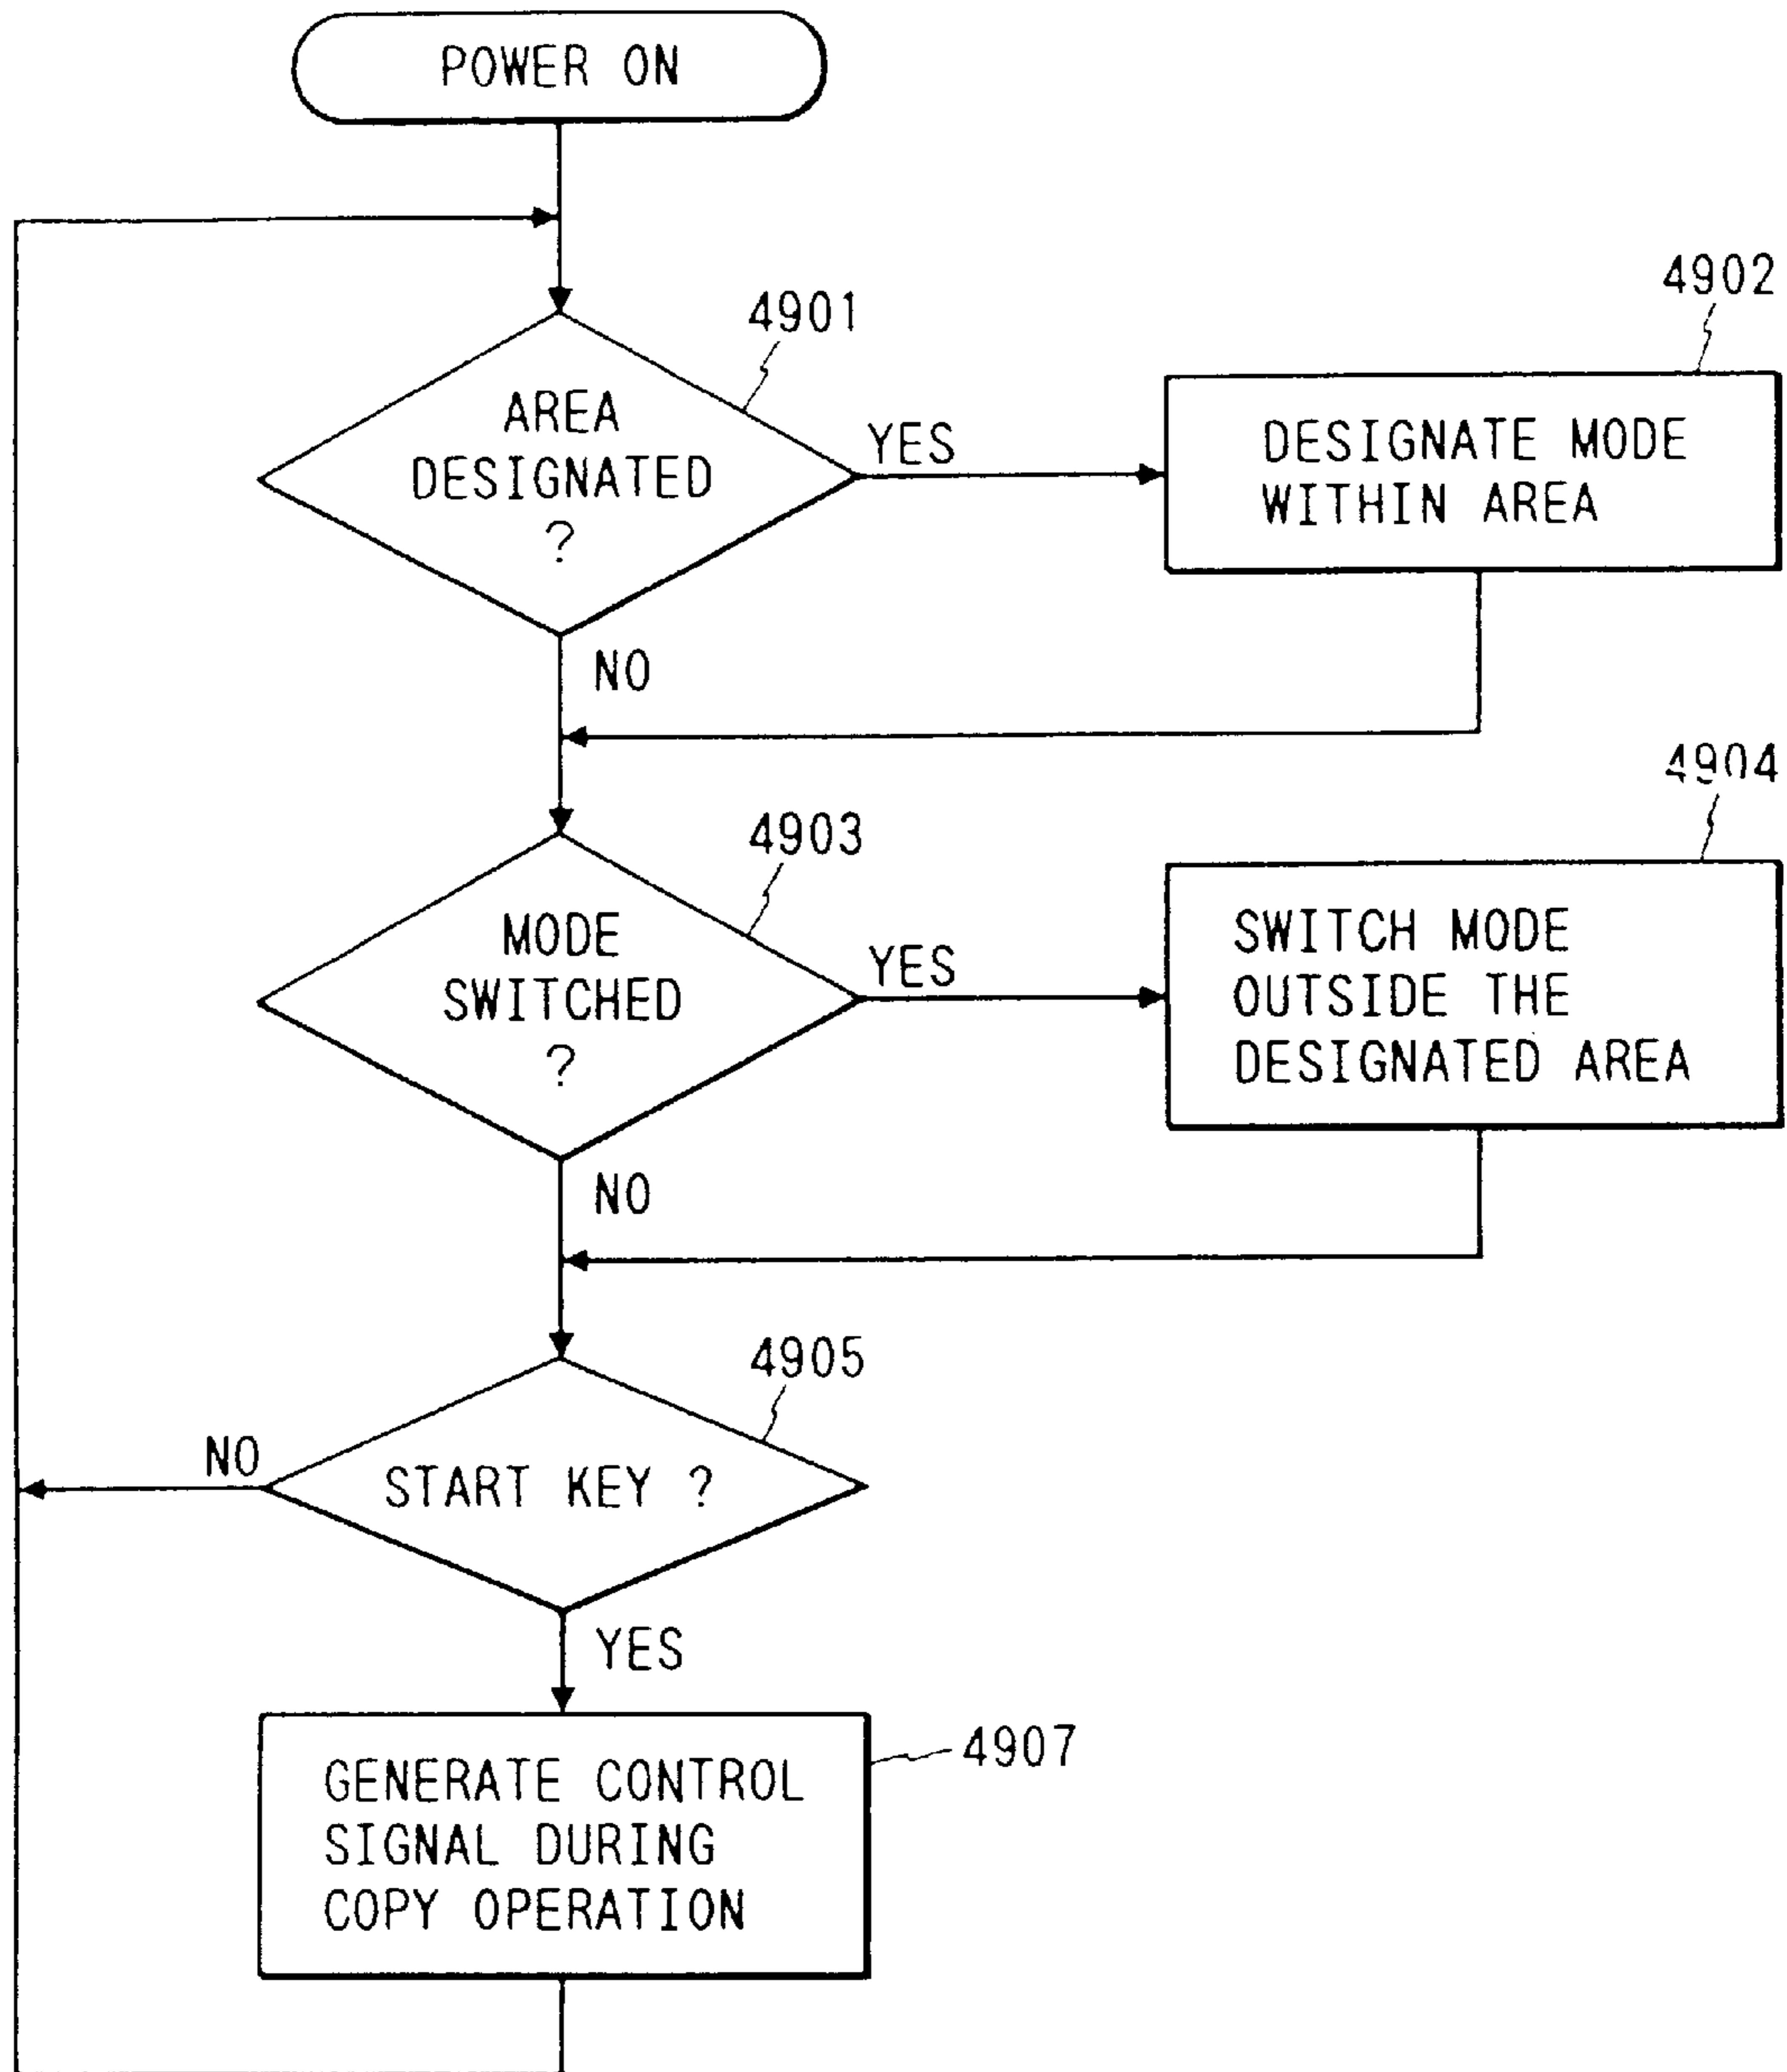 POWER ON
4901
4902
AREA
DESIGNATED
?
YES
DESIGNATE MODE
WITHIN AREA
NO
4903
4904
MODE
SWITCHED
?
YES
SWITCH MODE
OUTSIDE THE
DESIGNATED AREA
NO
4905
NO
START KEY ?
YES
4907
GENERATE CONTROL
SIGNAL DURING
COPY OPERATION